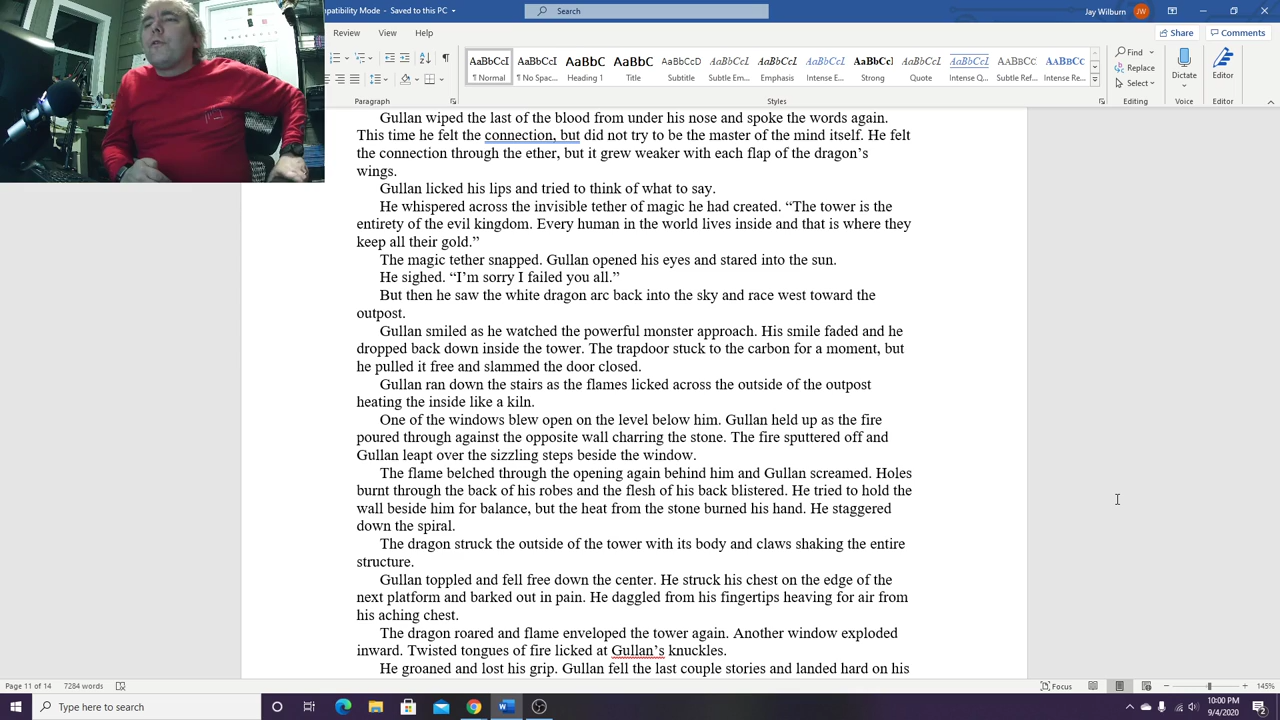 mpatibility Mode - Saved to this PC
Search
Jay Wilburn
JW
Review View Help
Share
Comments
AaBbCcI
¶ Normal
AaBbCcI
¶ No Spac...
AaBbC
Heading 1
AaBbC
Title
AaBbCcD
Subtitle
AaBbCcL
Subtle Em...
AaBbCcL
Emphasis
AaBbCcL
Intense E...
AaBbCcl
Strong
AaBbCcL
Quote
AaBbCcL
Intense Q...
AaBbCc
Subtle Ref...
AaBbCc
Intense Re...
Find
Replace
Select
Dictate
Editor
Paragraph
Styles
Editing
Voice
Editor
Gullan wiped the last of the blood from under his nose and spoke the words again.
This time he felt the connection, but did not try to be the master of the mind itself. He felt
the connection through the ether, but it grew weaker with each flap of the dragon’s
wings.
Gullan licked his lips and tried to think of what to say.
He whispered across the invisible tether of magic he had created. “The tower is the
entirety of the evil kingdom. Every human in the world lives inside and that is where they
keep all their gold.”
The magic tether snapped. Gullan opened his eyes and stared into the sun.
He sighed. “I’m sorry I failed you all.”
But then he saw the white dragon arc back into the sky and race west toward the
outpost.
Gullan smiled as he watched the powerful monster approach. His smile faded and he
dropped back down inside the tower. The trapdoor stuck to the carbon for a moment, but
he pulled it free and slammed the door closed.
Gullan ran down the stairs as the flames licked across the outside of the outpost
heating the inside like a kiln.
One of the windows blew open on the level below him. Gullan held up as the fire
poured through against the opposite wall charring the stone. The fire sputtered off and
Gullan leapt over the sizzling steps beside the window.
The flame belched through the opening again behind him and Gullan screamed. Holes
burnt through the back of his robes and the flesh of his back blistered. He tried to hold the
wall beside him for balance, but the heat from the stone burned his hand. He staggered
down the spiral.
The dragon struck the outside of the tower with its body and claws shaking the entire
structure.
Gullan toppled and fell free down the center. He struck his chest on the edge of the
next platform and barked out in pain. He daggled from his fingertips heaving for air from
his aching chest.
The dragon roared and flame enveloped the tower again. Another window exploded
inward. Twisted tongues of fire licked at Gullan’s knuckles.
He groaned and lost his grip. Gullan fell the last couple stories and landed hard on his
Page 11 of 14 7284 words
Focus
145%
Type here to search
10:00 PM
9/4/2020
2